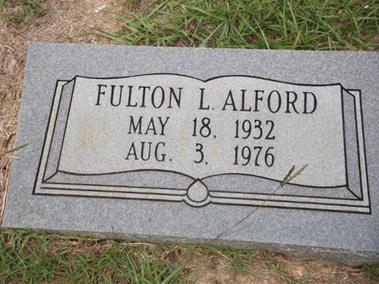 FULTON L. ALFORD
MAY 18, 1932
AUG. 3, 1976